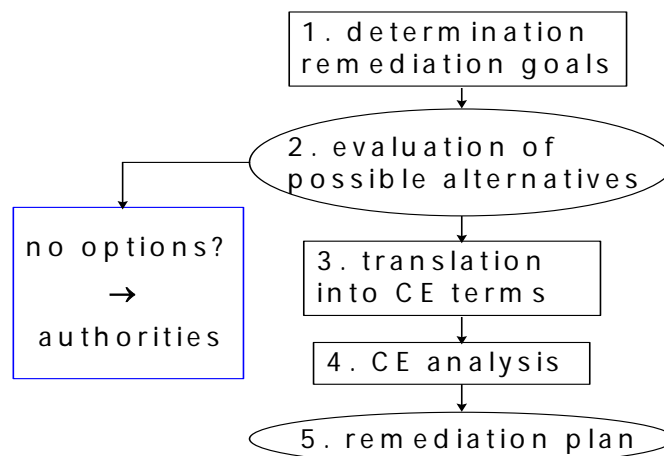 1. determination
remediation goals
2. evaluation of
possible alternatives
no options?
→
authorities
3. translation
into CE terms
4. CE analysis
5. remediation plan